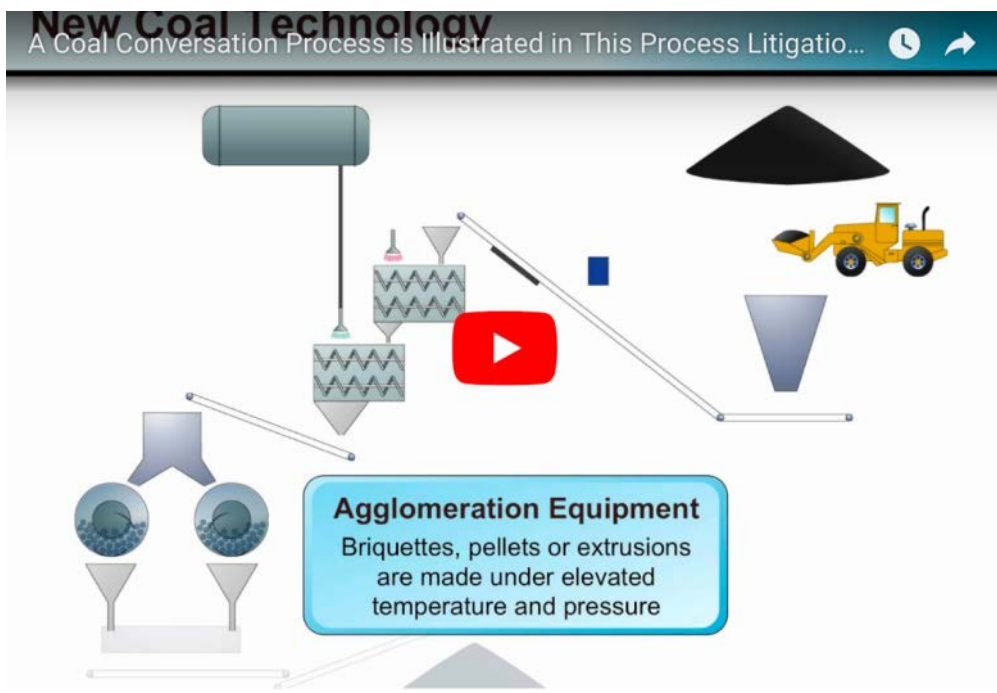 New Coal Technology
A Coal Conversation Process is Illustrated in This Process Litigatio...
Agglomeration Equipment
Briquettes, pellets or extrusions
are made under elevated
temperature and pressure